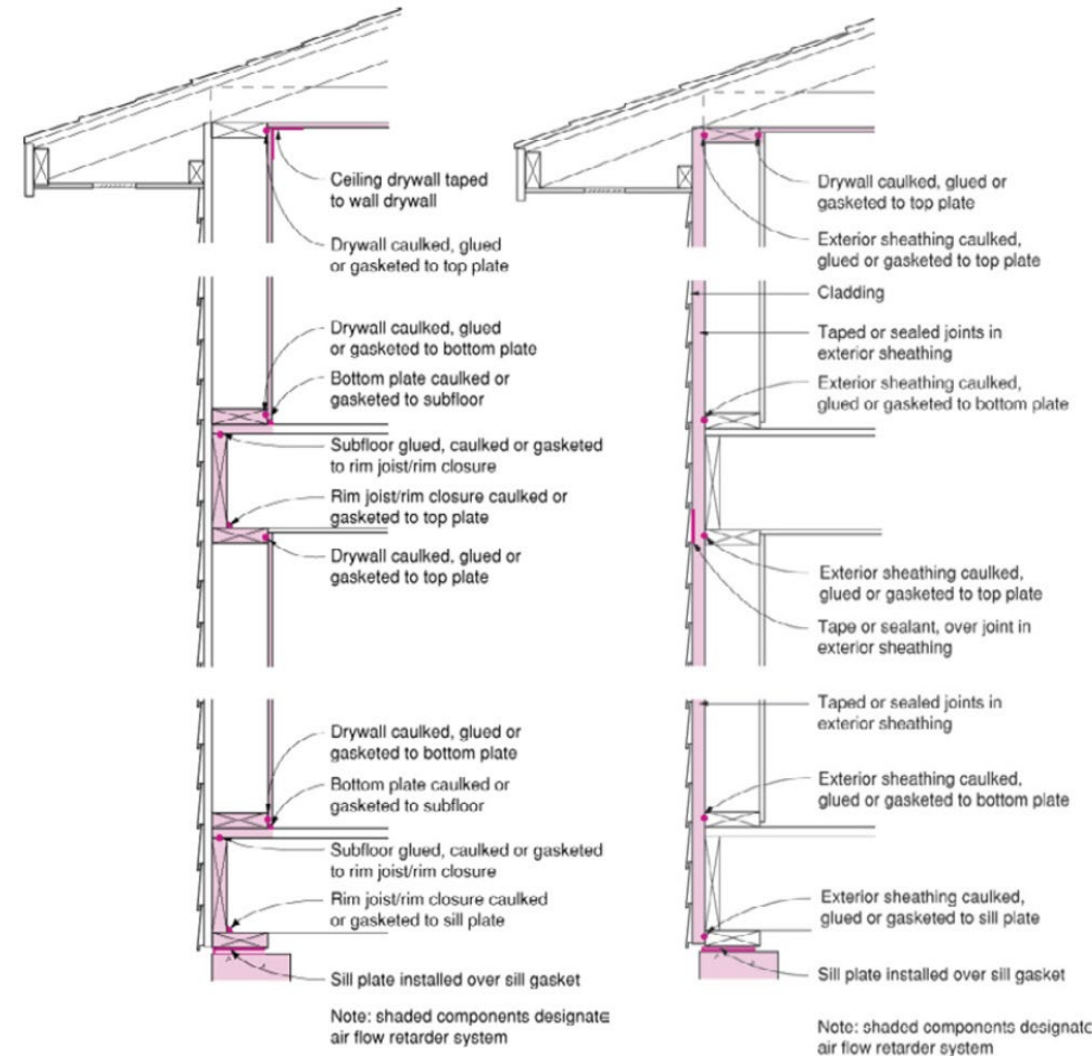 Ceiling drywall taped
to wall drywall
Drywall caulked, glued
or gasketed to top plate
Drywall caulked, glued
or gasketed to bottom plate
Bottom plate caulked or
gasketed to subfloor
Subfloor glued, caulked or gasketed
to rim joist/rim closure
Rim joist/rim closure caulked or
gasketed to top plate
Drywall caulked, glued or
gasketed to top plate
Drywall caulked, glued or
gasketed to bottom plate
Bottom plate caulked or
gasketed to subfloor
Subfloor glued, caulked or gasketed
to rim joist/rim closure
Rim joist/rim closure caulked
or gasketed to sill plate
Sill plate installed over sill gasket
Note: shaded components designate
air flow retarder system
Drywall caulked, glued or
gasketed to top plate
Exterior sheathing caulked,
glued or gasketed to top plate
Cladding
Taped or sealed joints in
exterior sheathing
Exterior sheathing caulked,
glued or gasketed to bottom plate
Exterior sheathing caulked,
glued or gasketed to top plate
Tape or sealant, over joint in
exterior sheathing
Taped or sealed joints in
exterior sheathing
Exterior sheathing caulked,
glued or gasketed to bottom plate
Exterior sheathing caulked,
glued or gasketed to sill plate
Sill plate installed over sill gasket
Note: shaded components designate
air flow retarder system